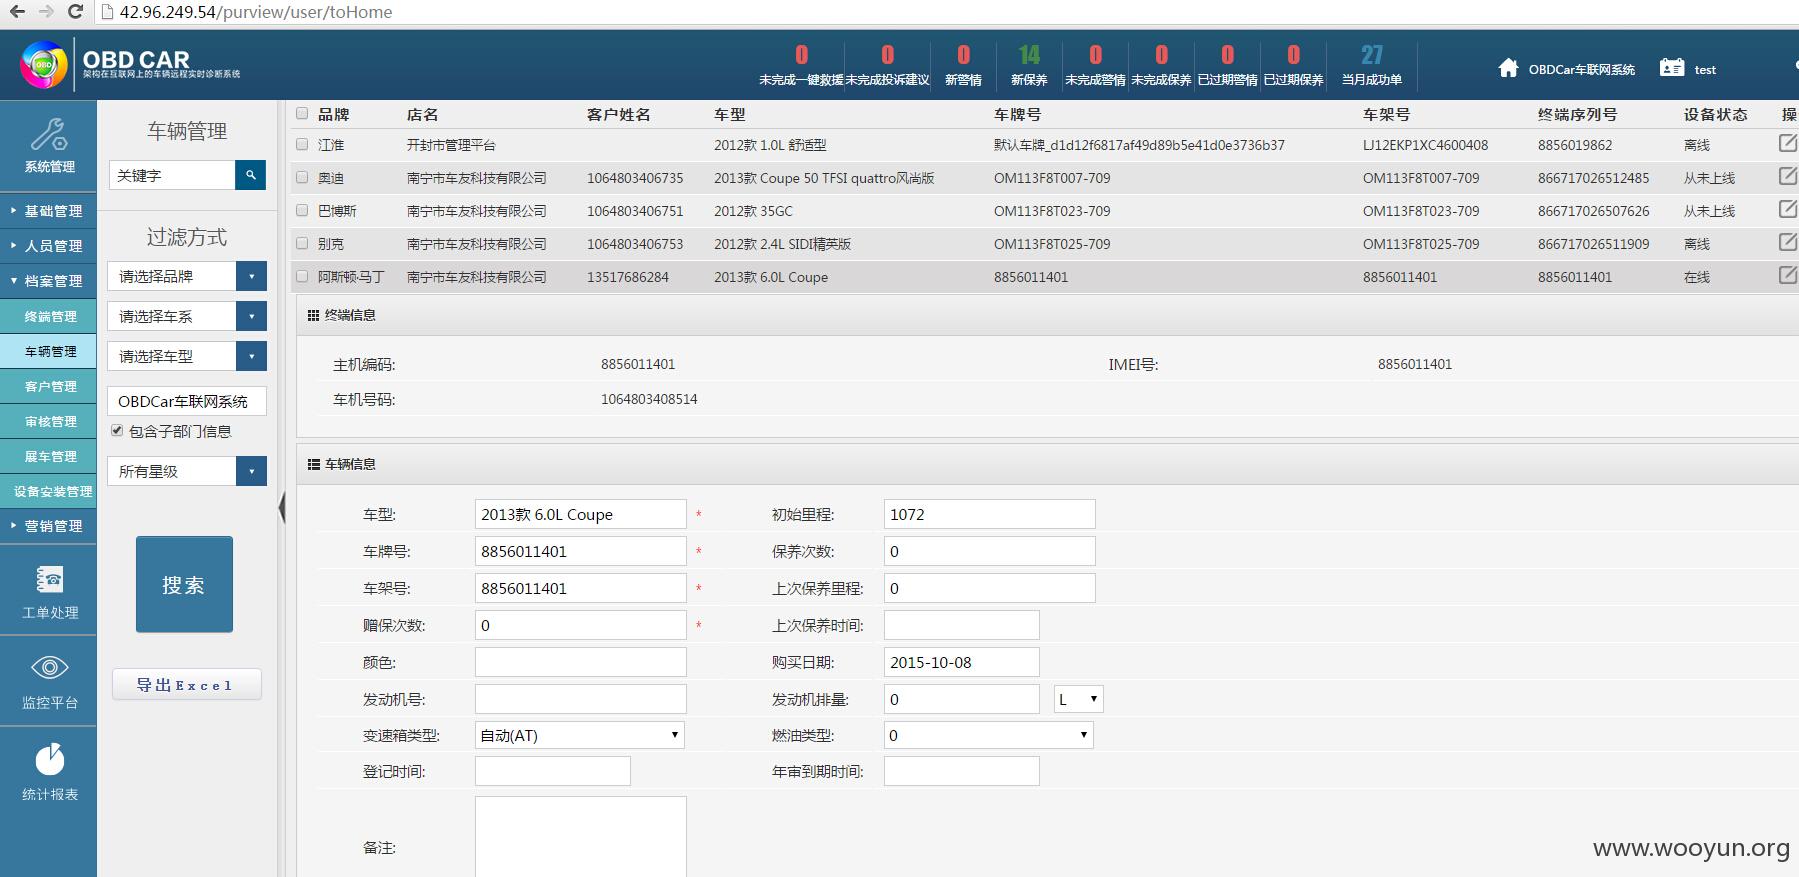 42.96.249.54/purview/user/toHome
OBD
OBD CAR
架构在互联网上的车辆远程实时诊断系统
0 0 0 14 0 0 0 0 27
未完成一键救援 未完成投诉建议 新警情 新保养 未完成警情 未完成保养 已过期警情 已过期保养 当月成功单
OBDCar车联网系统
test
系统管理
基础管理
人员管理
档案管理
终端管理
车辆管理
客户管理
审核管理
展车管理
设备安装管理
营销管理
工单处理
监控平台
统计报表
车辆管理
关键字
过滤方式
请选择品牌
请选择车系
请选择车型
OBDCar车联网系统
包含子部门信息
所有星级
搜索
导出Excel
品牌 店名 客户姓名 车型 车牌号 车架号 终端序列号 设备状态 操
江淮 开封市管理平台 2012款 1.0L 舒适型 默认车牌_d1d12f6817af49d89b5e41d0e3736b37 LJ12EKP1XC4600408 8856019862 离线
奥迪 南宁市车友科技有限公司 1064803406735 2013款 Coupe 50 TFSI quattro风尚版 OM113F8T007-709 OM113F8T007-709 866717026512485 从未上线
巴博斯 南宁市车友科技有限公司 1064803406751 2012款 35GC OM113F8T023-709 OM113F8T023-709 866717026507626 从未上线
别克 南宁市车友科技有限公司 1064803406753 2012款 2.4L SIDI精英版 OM113F8T025-709 OM113F8T025-709 866717026511909 离线
阿斯顿·马丁 南宁市车友科技有限公司 13517686284 2013款 6.0L Coupe 8856011401 8856011401 8856011401 在线
终端信息
主机编码: 8856011401 IMEI号: 8856011401
车机号码: 1064803408514
车辆信息
车型: 2013款 6.0L Coupe * 初始里程: 1072
车牌号: 8856011401 * 保养次数: 0
车架号: 8856011401 * 上次保养里程: 0
赠保次数: 0 * 上次保养时间:
颜色: 购买日期: 2015-10-08
发动机号: 发动机排量: 0 L
变速箱类型: 自动(AT) 燃油类型: 0
登记时间: 年审到期时间:
备注:
www.wooyun.org